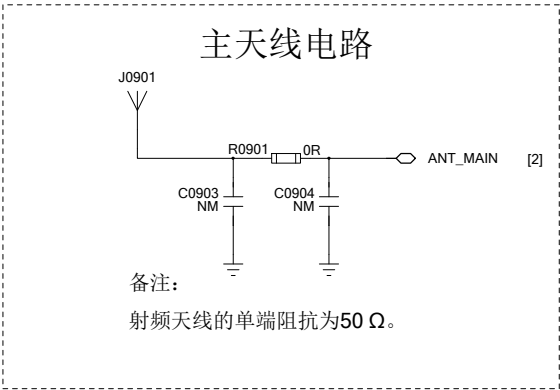 主天线电路
J0901
R0901 0R
ANT_MAIN [2]
C0903 C0904
NM NM
备注：
射频天线的单端阻抗为50 Ω。